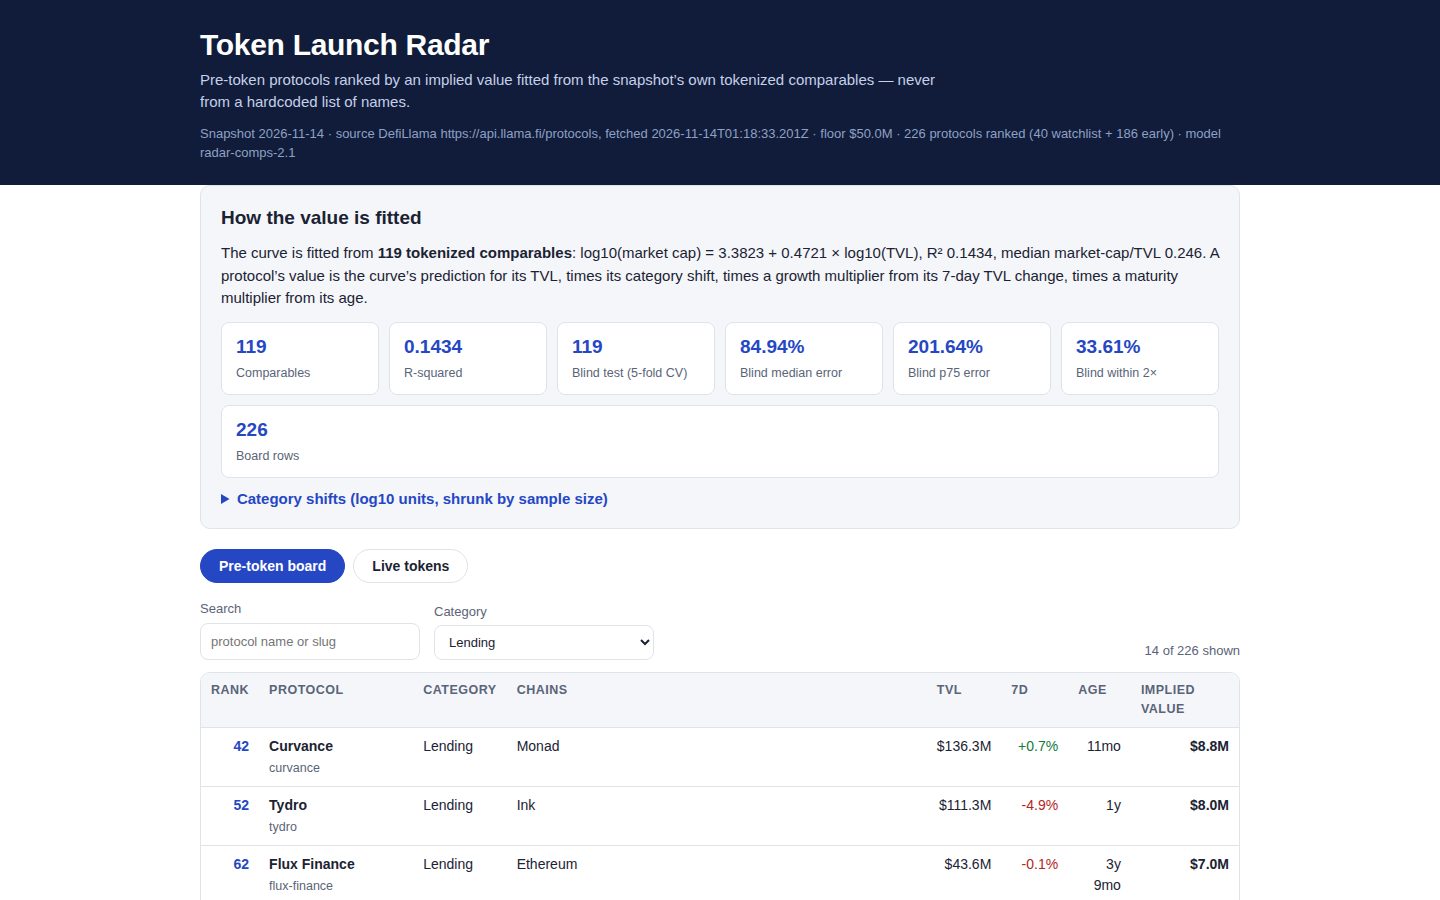 Token Launch Radar
Pre-token protocols ranked by an implied value fitted from the snapshot’s own tokenized comparables — never
from a hardcoded list of names.
Snapshot 2026-11-14 · source DefiLlama https://api.llama.fi/protocols, fetched 2026-11-14T01:18:33.201Z · floor $50.0M · 226 protocols ranked (40 watchlist + 186 early) · model
radar-comps-2.1
How the value is fitted
The curve is fitted from 119 tokenized comparables: log10(market cap) = 3.3823 + 0.4721 × log10(TVL), R² 0.1434, median market-cap/TVL 0.246. A
protocol’s value is the curve’s prediction for its TVL, times its category shift, times a growth multiplier from its 7-day TVL change, times a maturity
multiplier from its age.
119 0.1434 119 84.94% 201.64% 33.61%
Comparables R-squared Blind test (5-fold CV) Blind median error Blind p75 error Blind within 2×
226
Board rows
▶ Category shifts (log10 units, shrunk by sample size)
Pre-token board Live tokens
Search Category
protocol name or slug Lending
14 of 226 shown
RANK PROTOCOL CATEGORY CHAINS TVL 7D AGE IMPLIED
VALUE
42 Curvance Lending Monad $136.3M +0.7% 11mo $8.8M
curvance
52 Tydro Lending Ink $111.3M -4.9% 1y $8.0M
tydro
62 Flux Finance Lending Ethereum $43.6M -0.1% 3y $7.0M
flux-finance 9mo